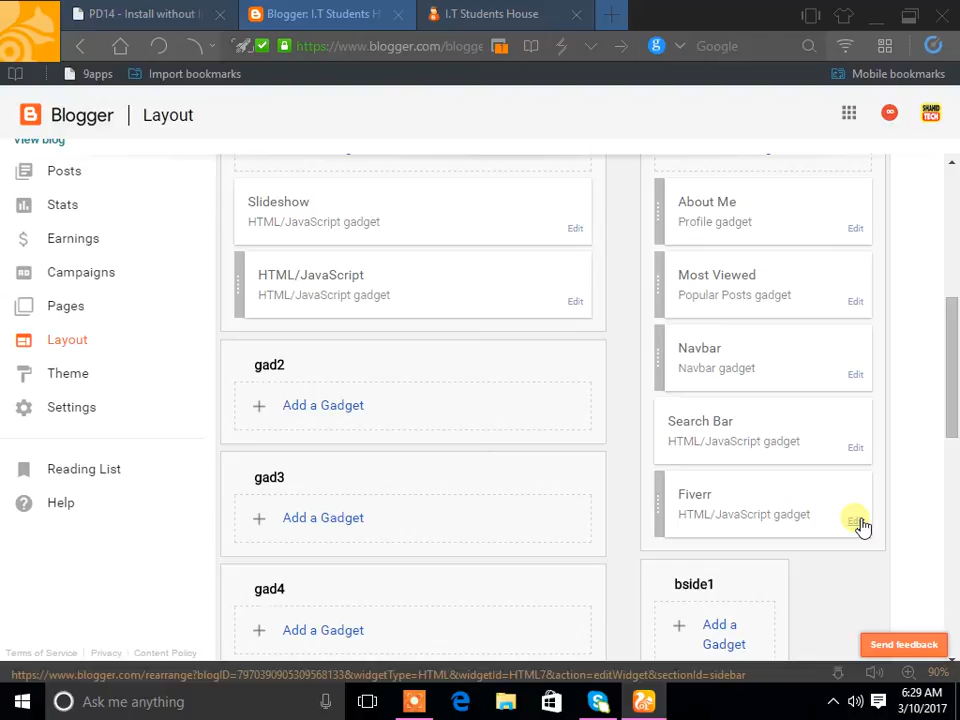 PD14 - Install without
Blogger: I.T Students H
I.T Students House
https://www.blogger.com/blogge
Google
9apps
Import bookmarks
Mobile bookmarks
Blogger
Layout
SHAHID
TECH
View blog
Posts
Stats
Earnings
Campaigns
Pages
Layout
Theme
Settings
Reading List
Help
Terms of Service | Privacy | Content Policy
Slideshow
HTML/JavaScript gadget
Edit
HTML/JavaScript
HTML/JavaScript gadget
Edit
gad2
Add a Gadget
gad3
Add a Gadget
gad4
Add a Gadget
About Me
Profile gadget
Edit
Most Viewed
Popular Posts gadget
Edit
Navbar
Navbar gadget
Edit
Search Bar
HTML/JavaScript gadget
Edit
Fiverr
HTML/JavaScript gadget
Edit
bside1
Add a
Gadget
Send feedback
https://www.blogger.com/rearrange?blogID=7970390905309568133&widgetType=HTML&widgetId=HTML7&action=editWidget&sectionId=sidebar
90%
Ask me anything
6:29 AM
3/10/2017